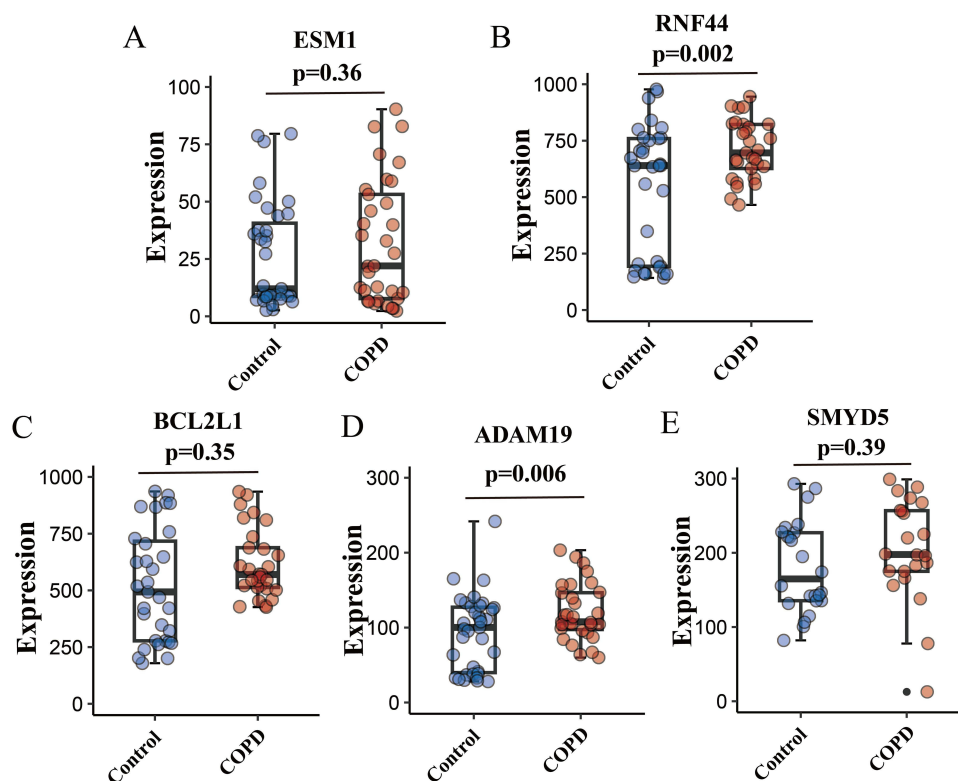 A
ESM1
p=0.36
Expression
100
75
50
25
0
Control
COPD
B
RNF44
p=0.002
Expression
1000
750
500
250
0
Control
COPD
C
BCL2L1
p=0.35
Expression
1000
750
500
250
0
Control
COPD
D
ADAM19
p=0.006
Expression
300
200
100
0
Control
COPD
E
SMYD5
p=0.39
Expression
300
200
100
0
Control
COPD